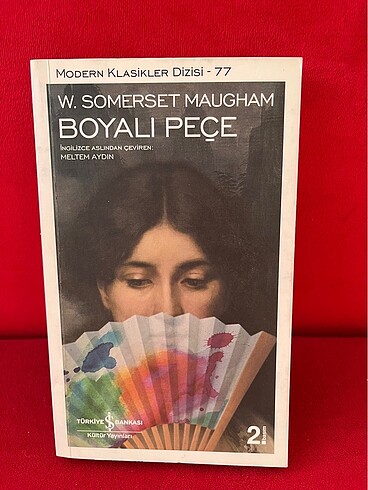 MODERN KLASİKLER DİZİSİ - 77
W. SOMERSET MAUGHAM
BOYALI PEÇE
İNGİLİZCE ASLINDAN ÇEVİREN:
MELTEM AYDIN
TÜRKİYE İŞ BANKASI
Kültür Yayınları
2.
Basım